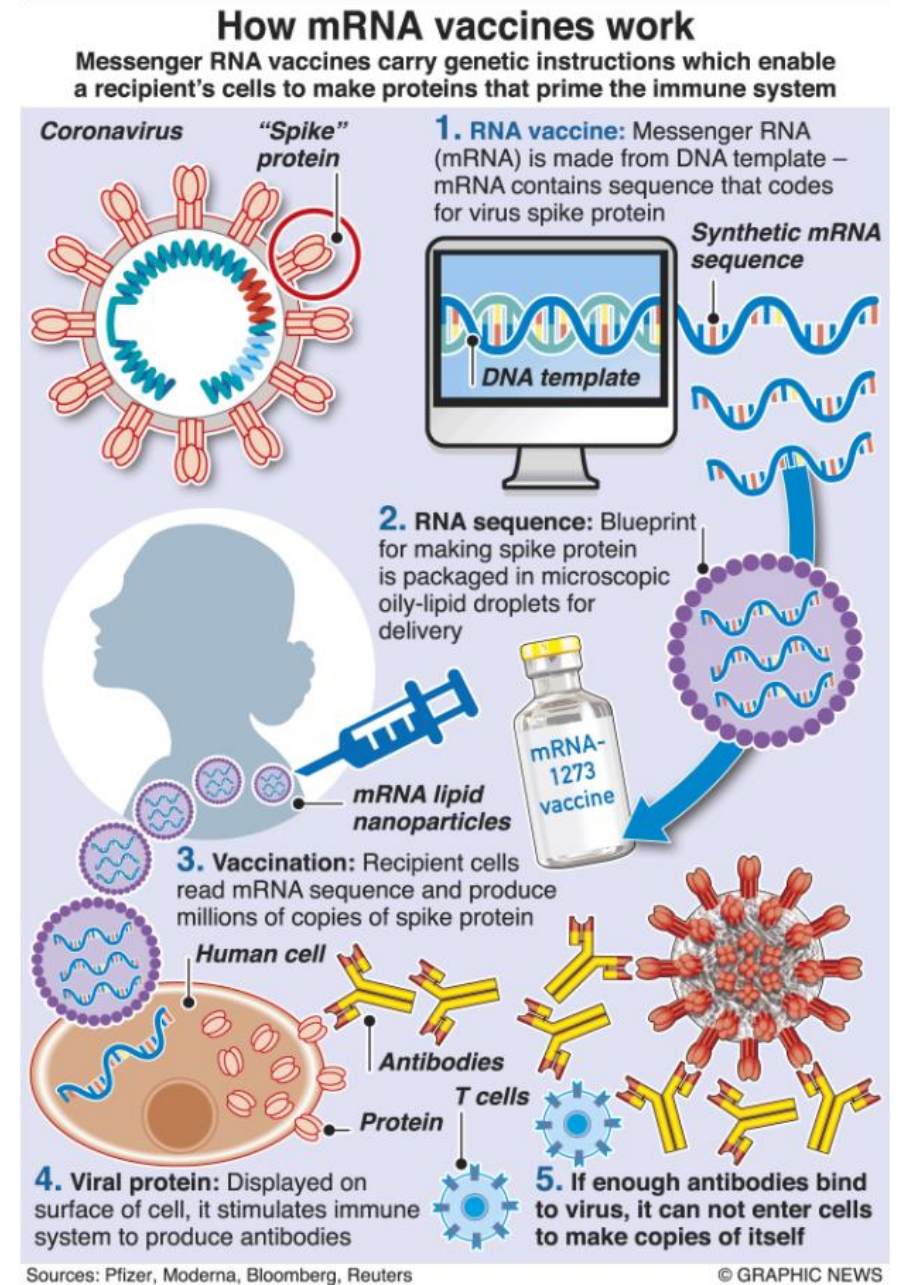 How mRNA vaccines work
Messenger RNA vaccines carry genetic instructions which enable
a recipient's cells to make proteins that prime the immune system
Coronavirus
“Spike”
protein
1. RNA vaccine: Messenger RNA
(mRNA) is made from DNA template –
mRNA contains sequence that codes
for virus spike protein
Synthetic mRNA
sequence
DNA template
2. RNA sequence: Blueprint
for making spike protein
is packaged in microscopic
oily-lipid droplets for
delivery
mRNA-
1273
vaccine
mRNA lipid
nanoparticles
3. Vaccination: Recipient cells
read mRNA sequence and produce
millions of copies of spike protein
Human cell
Antibodies
T cells
Protein
4. Viral protein: Displayed on
surface of cell, it stimulates immune
system to produce antibodies
5. If enough antibodies bind
to virus, it can not enter cells
to make copies of itself
Sources: Pfizer, Moderna, Bloomberg, Reuters
© GRAPHIC NEWS